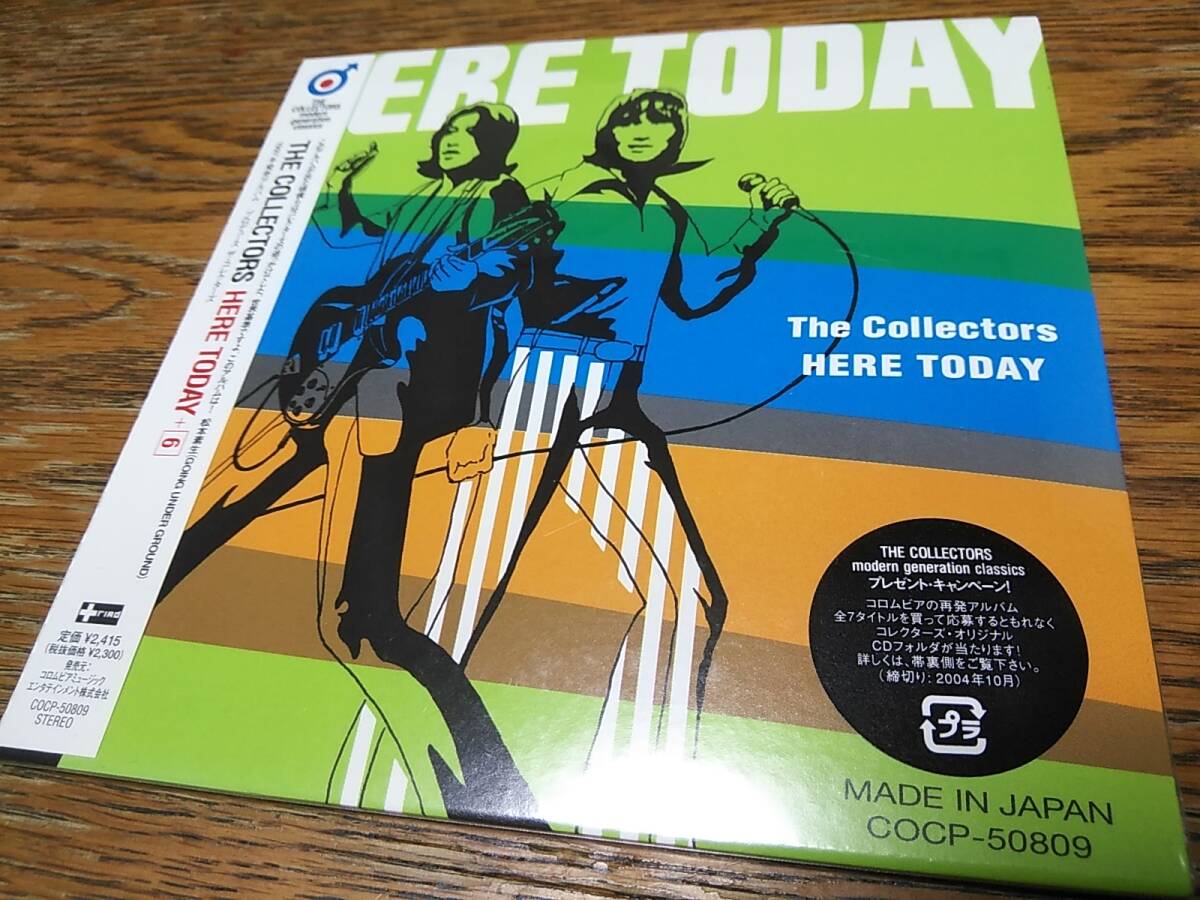 ERE TODAY
THE
COLLECTORS
modern
generation
classics
THE COLLECTORS HERE TODAY + 6
松本素生(GOING UNDER GROUND)
定価 ¥2,415
(税抜価格 ¥2,300)
発売元:
コロムビアミュージック
エンタテインメント株式会社
COCP-50809
STEREO
The Collectors
HERE TODAY
THE COLLECTORS
modern generation classics
プレゼント・キャンペーン!
コロムビアの再発アルバム
全7タイトルを買って応募するともれなく
コレクターズ・オリジナル
CDフォルダが当たります!
詳しくは、帯裏側をご覧下さい。
(締切り: 2004年10月)
プラ
MADE IN JAPAN
COCP-50809